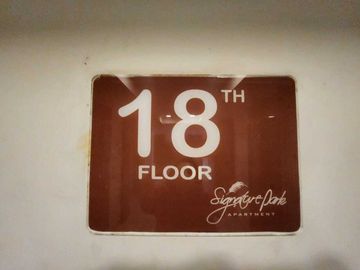 18TH
FLOOR
Signature Park
APARTMENT